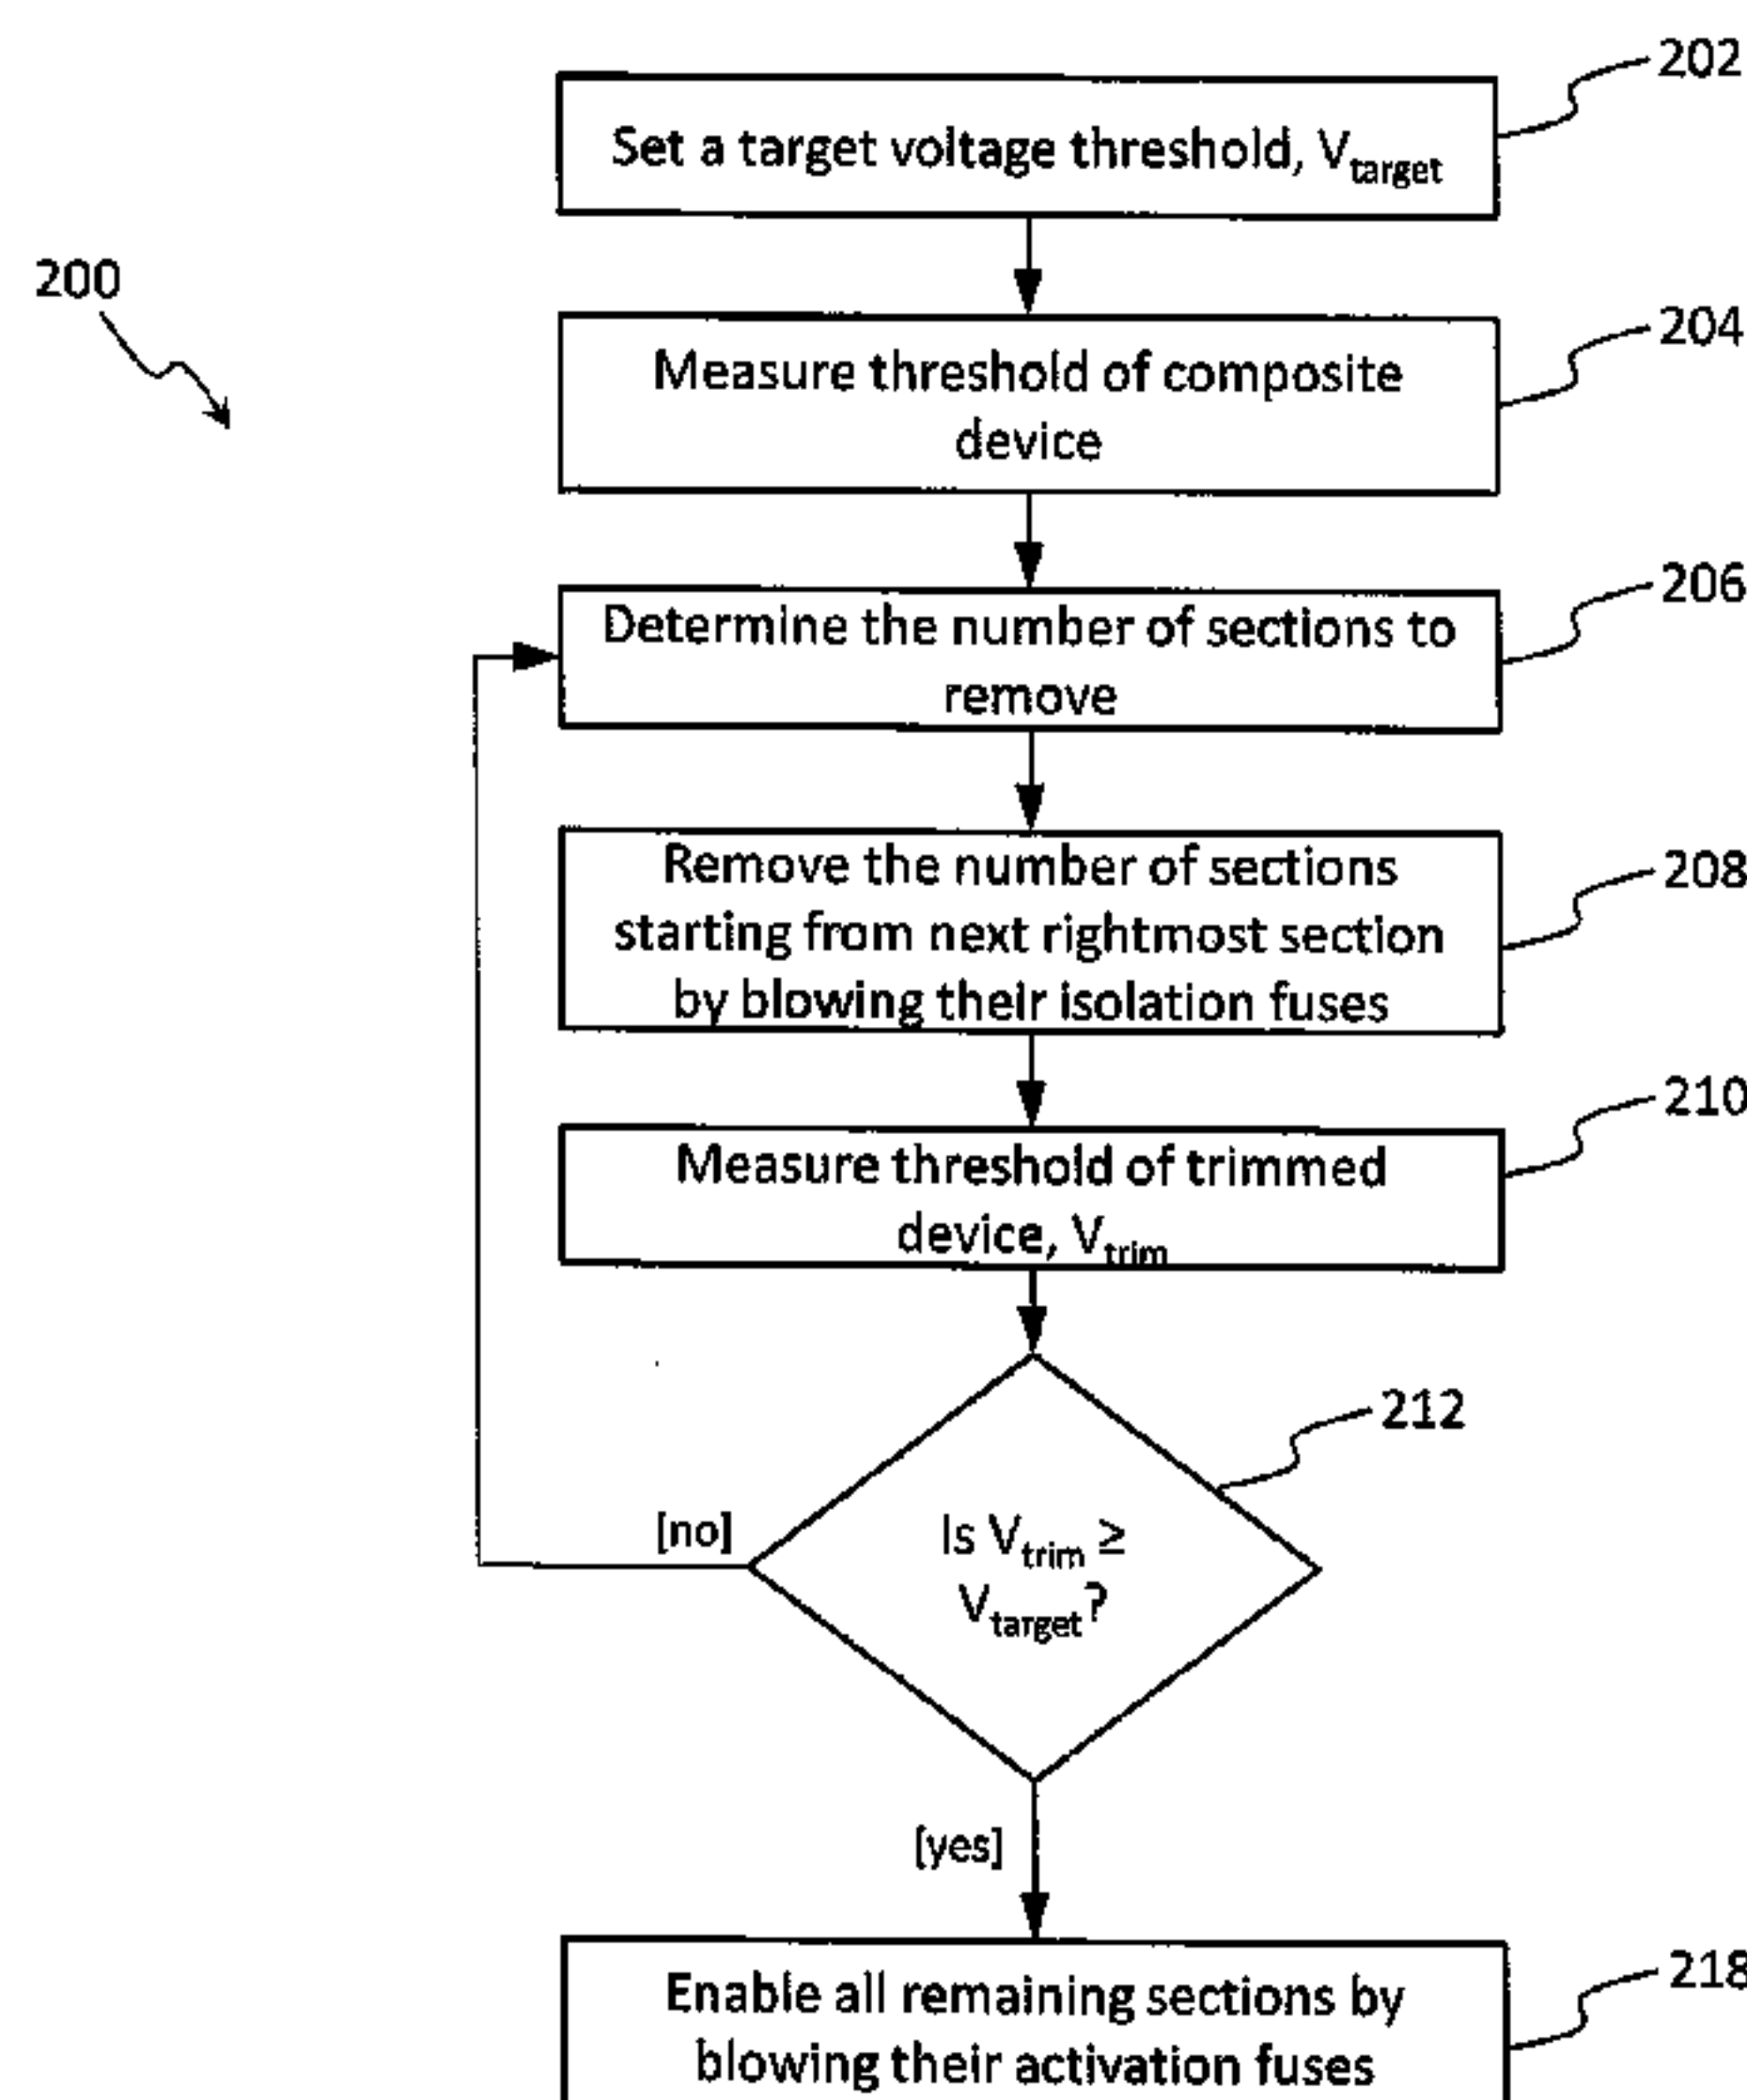 202
Set a target voltage threshold, Vtarget
200
204
Measure threshold of composite
device
206
Determine the number of sections to
remove
208
Remove the number of sections
starting from next rightmost section
by blowing their isolation fuses
210
Measure threshold of trimmed
device, Vtrim
212
[no]
Is Vtrim ≥
Vtarget?
[yes]
218
Enable all remaining sections by
blowing their activation fuses